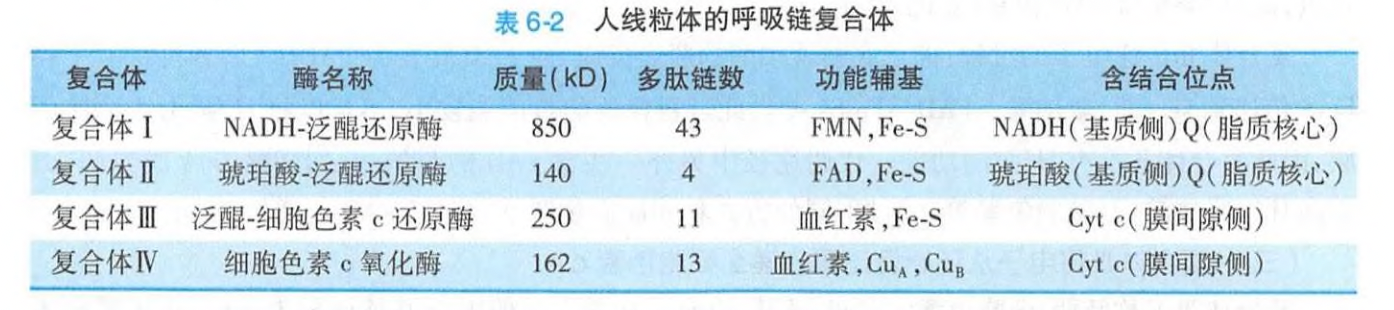 表 6-2 人线粒体的呼吸链复合体
复合体 酶名称 质量(kD) 多肽链数 功能辅基 含结合位点
复合体Ⅰ NADH-泛醌还原酶 850 43 FMN,Fe-S NADH(基质侧)Q(脂质核心)
复合体Ⅱ 琥珀酸-泛醌还原酶 140 4 FAD,Fe-S 琥珀酸(基质侧)Q(脂质核心)
复合体Ⅲ 泛醌-细胞色素 c 还原酶 250 11 血红素,Fe-S Cyt c(膜间隙侧)
复合体Ⅳ 细胞色素 c 氧化酶 162 13 血红素,CuA,CuB Cyt c(膜间隙侧)